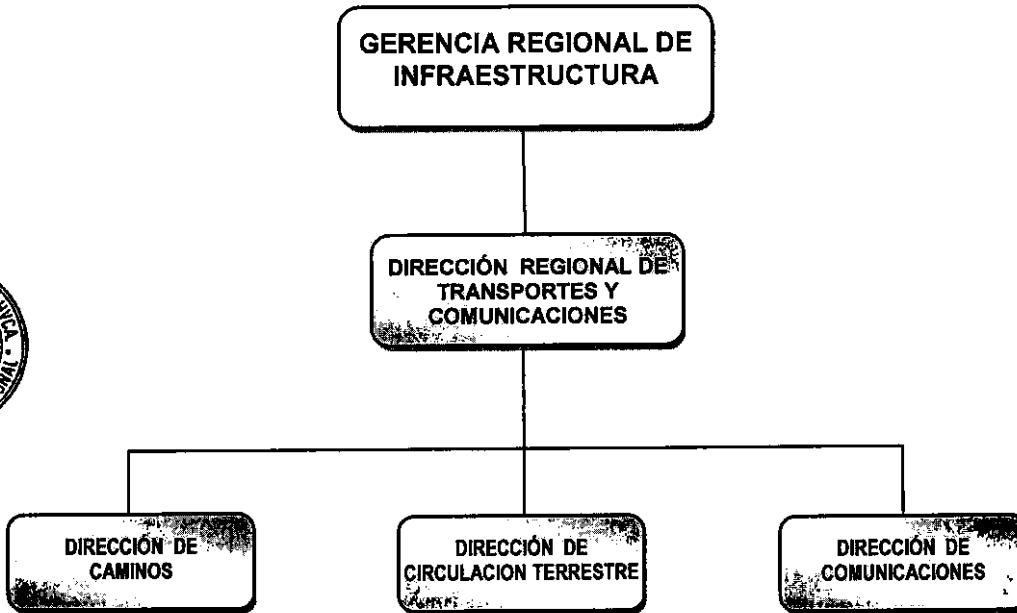 GERENCIA REGIONAL DE
INFRAESTRUCTURA
DIRECCIÓN REGIONAL DE
TRANSPORTES Y
COMUNICACIONES
HVCA
DIRECCIÓN DE
CAMINOS
DIRECCIÓN DE
CIRCULACION TERRESTRE
DIRECCIÓN DE
COMUNICACIONES